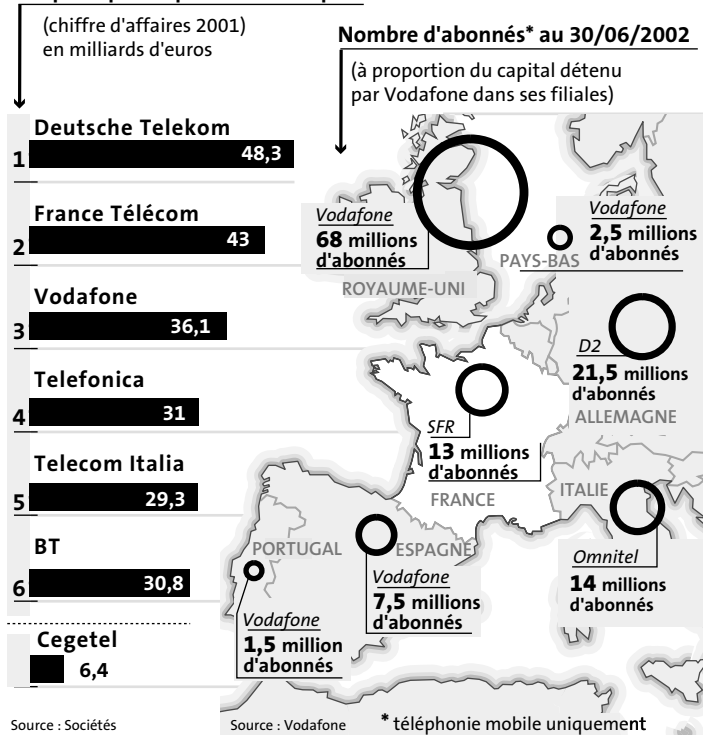 (chiffre d'affaires 2001)
en milliards d'euros
1
Deutsche Telekom
48,3
2
France Télécom
43
3
Vodafone
36,1
4
Telefonica
31
5
Telecom Italia
29,3
6
BT
30,8
Cegetel
6,4
Source : Sociétés
Nombre d'abonnés* au 30/06/2002
(à proportion du capital détenu
par Vodafone dans ses filiales)
Vodafone
68 millions
d'abonnés
ROYAUME-UNI
Vodafone
2,5 millions
d'abonnés
PAYS-BAS
D2
21,5 millions
d'abonnés
ALLEMAGNE
SFR
13 millions
d'abonnés
FRANCE
ITALIE
Omnitel
14 millions
d'abonnés
PORTUGAL
ESPAGNE
Vodafone
7,5 millions
d'abonnés
Vodafone
1,5 million
d'abonnés
Source : Vodafone
* téléphonie mobile uniquement